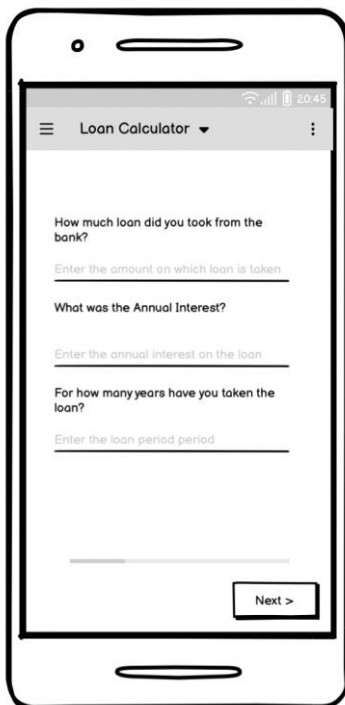 20:45
Loan Calculator
How much loan did you took from the
bank?
Enter the amount on which loan is taken
What was the Annual Interest?
Enter the annual interest on the loan
For how many years have you taken the
loan?
Enter the loan period period
Next >